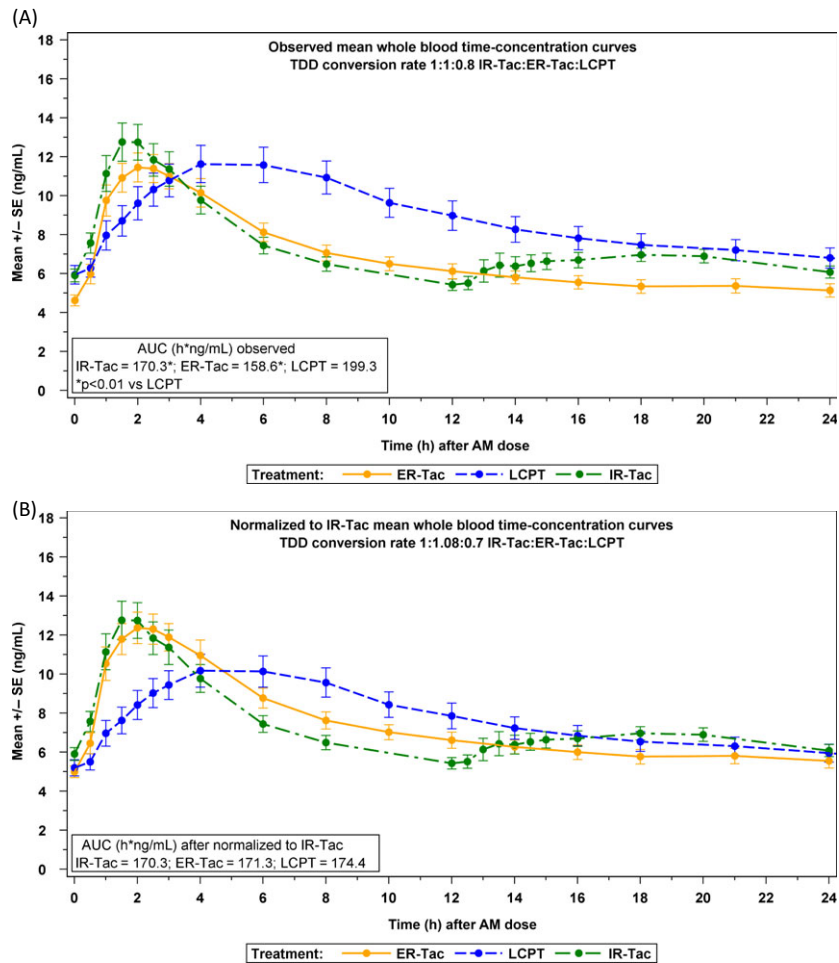 (A)
Observed mean whole blood time-concentration curves
TDD conversion rate 1:1:0.8 IR-Tac:ER-Tac:LCPT
18
16
14
12
10
8
6
4
2
0
Mean +/− SE (ng/mL)
AUC (h*ng/mL) observed
IR-Tac = 170.3*; ER-Tac = 158.6*; LCPT = 199.3
*p<0.01 vs LCPT
0 2 4 6 8 10 12 14 16 18 20 22 24
Time (h) after AM dose
Treatment: ER-Tac LCPT IR-Tac
(B)
Normalized to IR-Tac mean whole blood time-concentration curves
TDD conversion rate 1:1.08:0.7 IR-Tac:ER-Tac:LCPT
18
16
14
12
10
8
6
4
2
0
Mean +/− SE (ng/mL)
AUC (h*ng/mL) after normalized to IR-Tac
IR-Tac = 170.3; ER-Tac = 171.3; LCPT = 174.4
0 2 4 6 8 10 12 14 16 18 20 22 24
Time (h) after AM dose
Treatment: ER-Tac LCPT IR-Tac